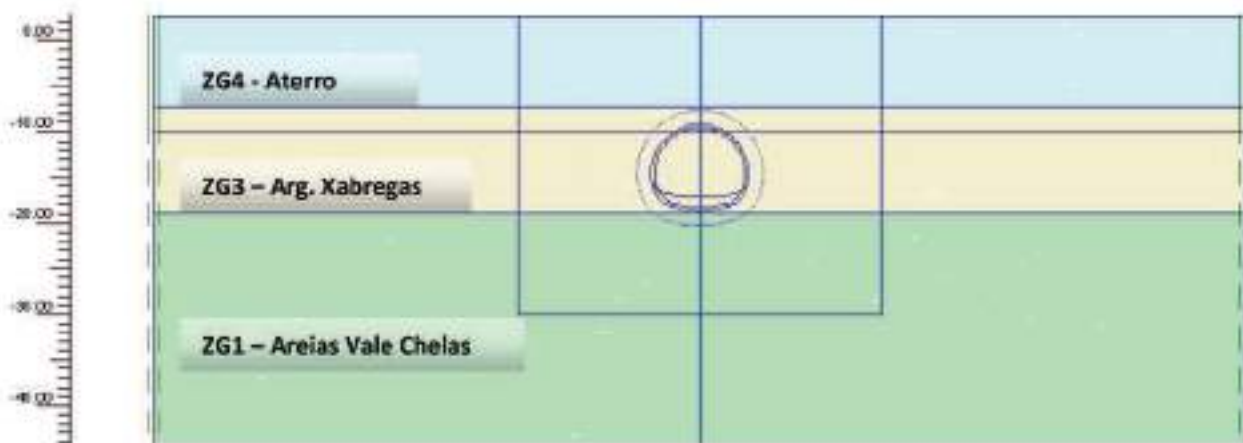 0.00
ZG4 - Aterro
-10.00
ZG3 – Arg. Xabregas
-20.00
-30.00
ZG1 – Areias Vale Chelas
-40.00